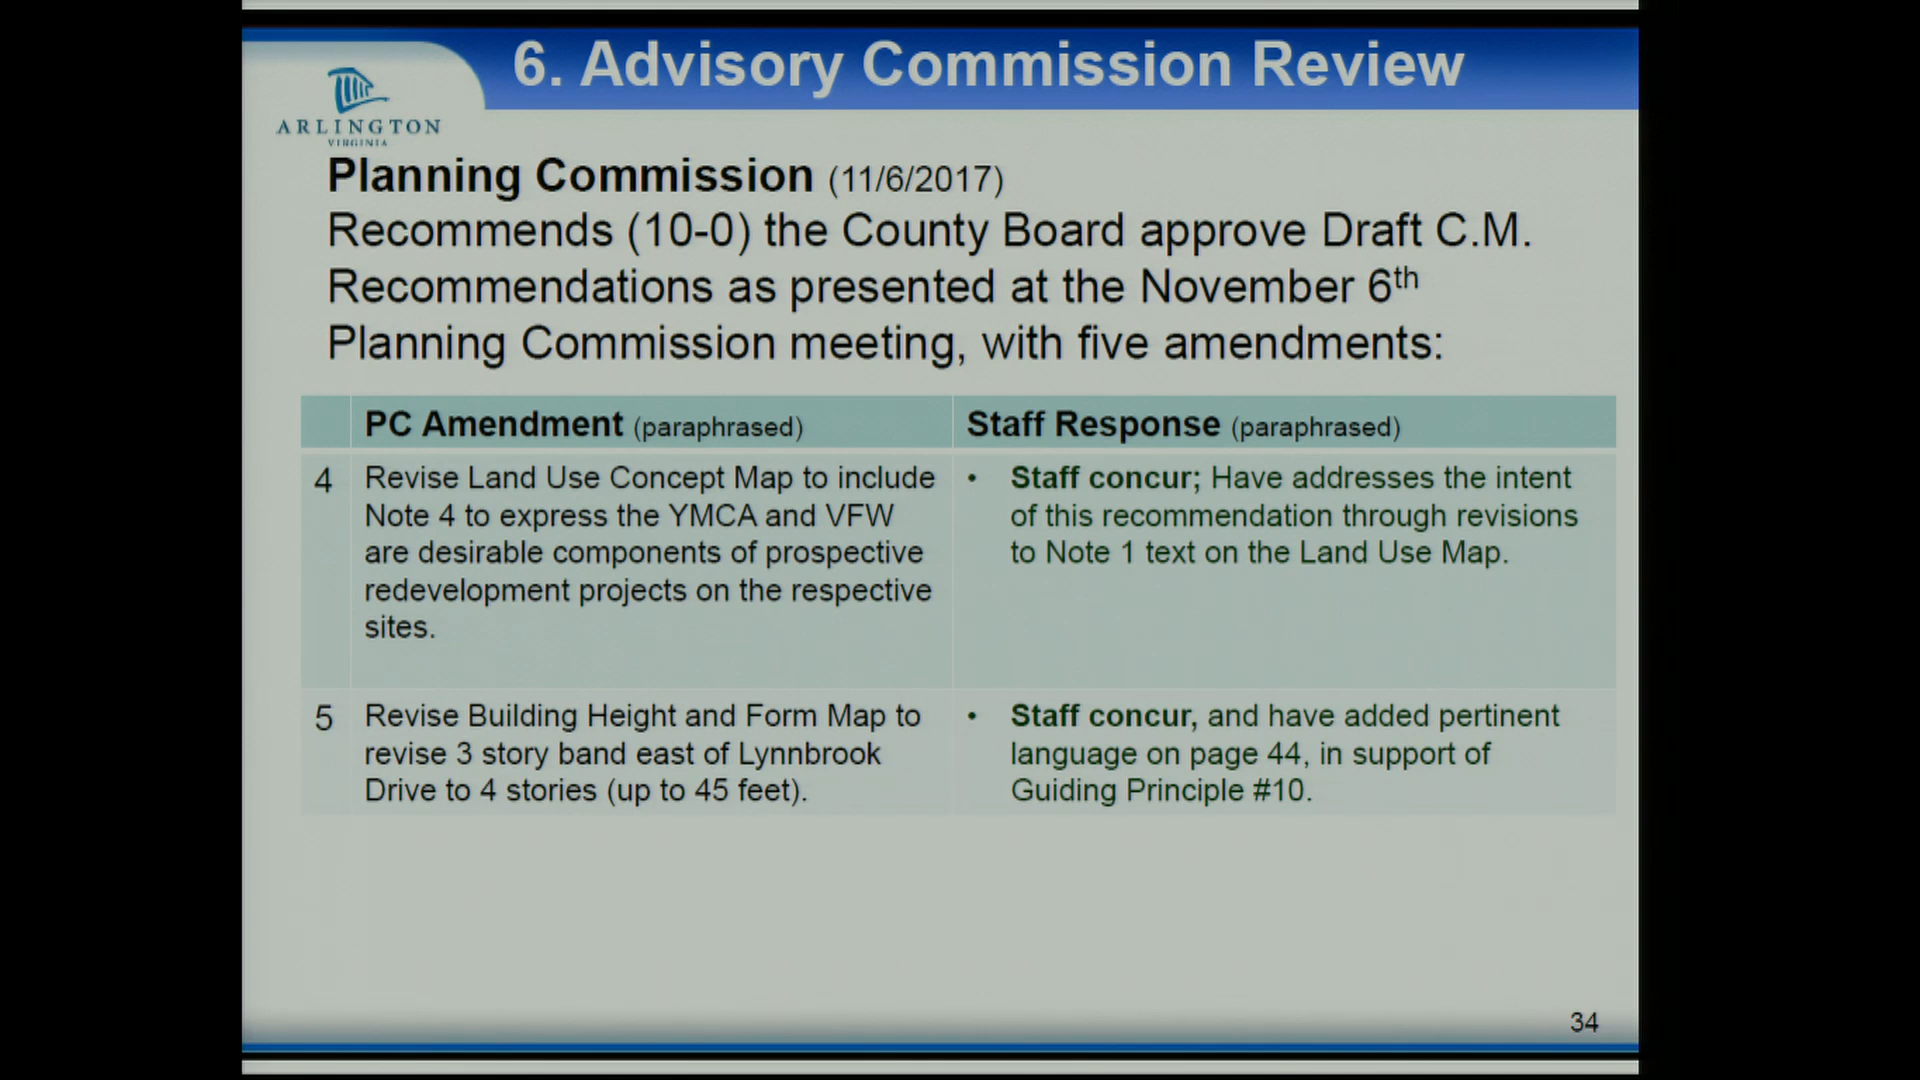 6. Advisory Commission Review
ARLINGTON
VIRGINIA
Planning Commission (11/6/2017)
Recommends (10-0) the County Board approve Draft C.M.
Recommendations as presented at the November 6th
Planning Commission meeting, with five amendments:
PC Amendment (paraphrased)
Staff Response (paraphrased)
4
Revise Land Use Concept Map to include
Note 4 to express the YMCA and VFW
are desirable components of prospective
redevelopment projects on the respective
sites.
• Staff concur; Have addresses the intent
of this recommendation through revisions
to Note 1 text on the Land Use Map.
5
Revise Building Height and Form Map to
revise 3 story band east of Lynnbrook
Drive to 4 stories (up to 45 feet).
• Staff concur, and have added pertinent
language on page 44, in support of
Guiding Principle #10.
34